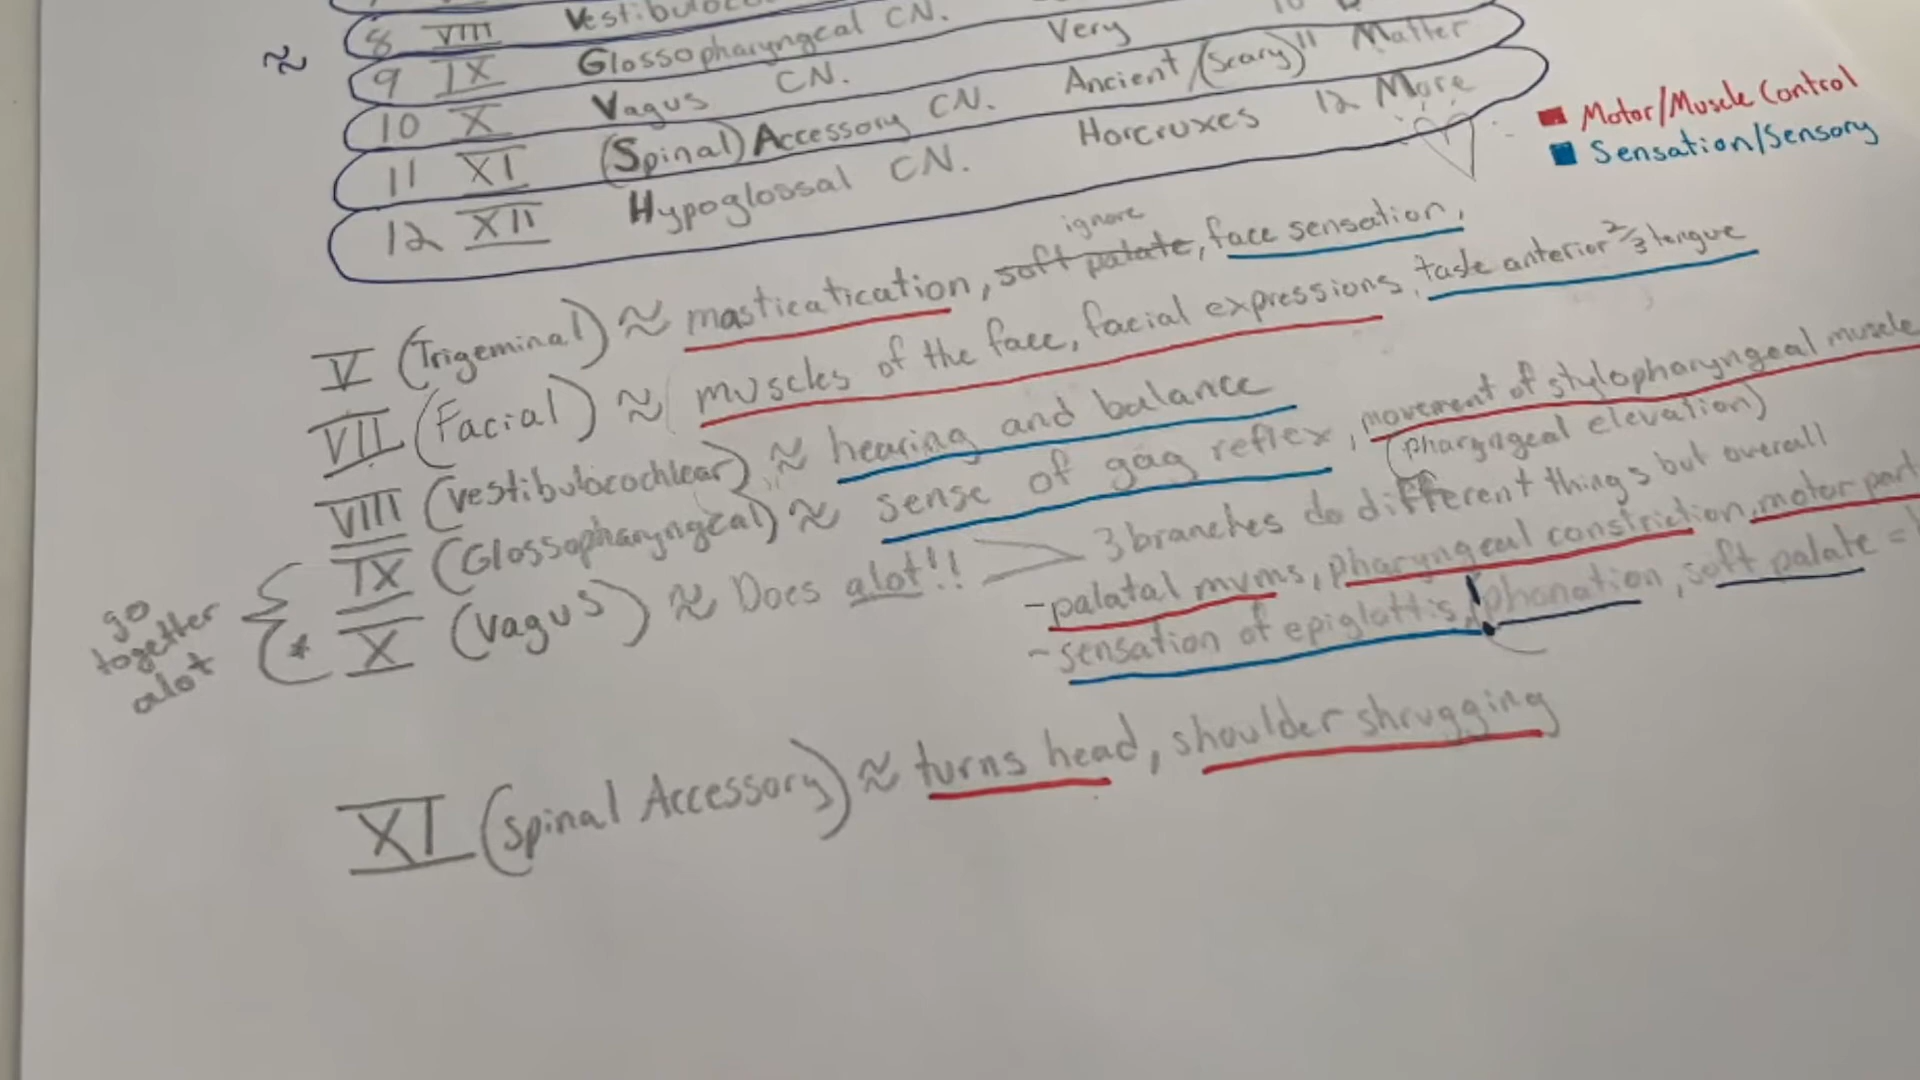 8 VIII Vestibuloco
9 IX Glossopharyngeal CN. Very 10
10 X Vagus CN. Ancient/(Scary)" Matter
11 XI (Spinal) Accessory CN. Horcruxes 12 More
12 XII Hypoglossal CN.
≈
■ Motor/Muscle Control
■ Sensation/Sensory
ignore
V (Trigeminal) ≈ masticatication, soft palate, face sensation,
VII (Facial) ≈ muscles of the face, facial expressions, taste anterior 2/3 tongue
VIII (vestibulocochlear) ≈ hearing and balance
IX (Glossopharyngeal) ≈ sense of gag reflex, movement of stylopharyngeal muscle
(pharyngeal elevation)
X (Vagus) ≈ Does alot!! > 3 branches do different things but overall
-palatal mvms, pharyngeal constriction, motor part
-sensation of epiglottis, phonation, soft palate =
go together alot { *
XI (Spinal Accessory) ≈ turns head, shoulder shrugging